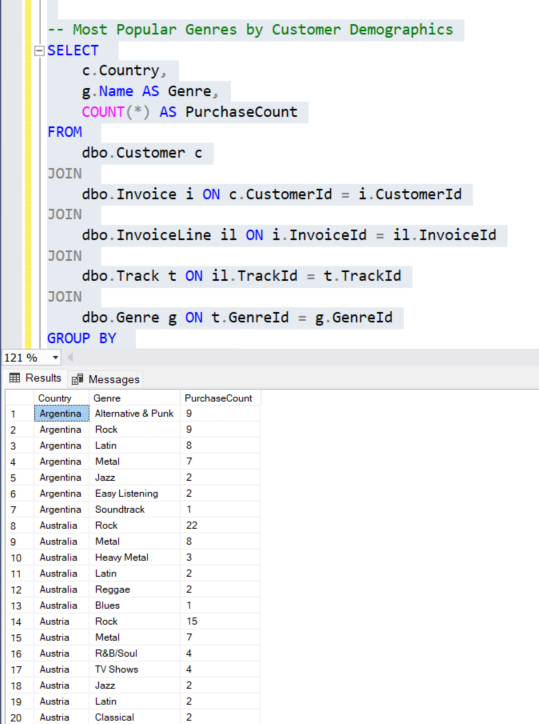 -- Most Popular Genres by Customer Demographics
SELECT
c.Country,
g.Name AS Genre,
COUNT(*) AS PurchaseCount
FROM
dbo.Customer c
JOIN
dbo.Invoice i ON c.CustomerId = i.CustomerId
JOIN
dbo.InvoiceLine il ON i.InvoiceId = il.InvoiceId
JOIN
dbo.Track t ON il.TrackId = t.TrackId
JOIN
dbo.Genre g ON t.GenreId = g.GenreId
GROUP BY
121 %
Results Messages
Country Genre PurchaseCount
1 Argentina Alternative & Punk 9
2 Argentina Rock 9
3 Argentina Latin 8
4 Argentina Metal 7
5 Argentina Jazz 2
6 Argentina Easy Listening 2
7 Argentina Soundtrack 1
8 Australia Rock 22
9 Australia Metal 8
10 Australia Heavy Metal 3
11 Australia Latin 2
12 Australia Reggae 2
13 Australia Blues 1
14 Austria Rock 15
15 Austria Metal 7
16 Austria R&B/Soul 4
17 Austria TV Shows 4
18 Austria Jazz 2
19 Austria Latin 2
20 Austria Classical 2